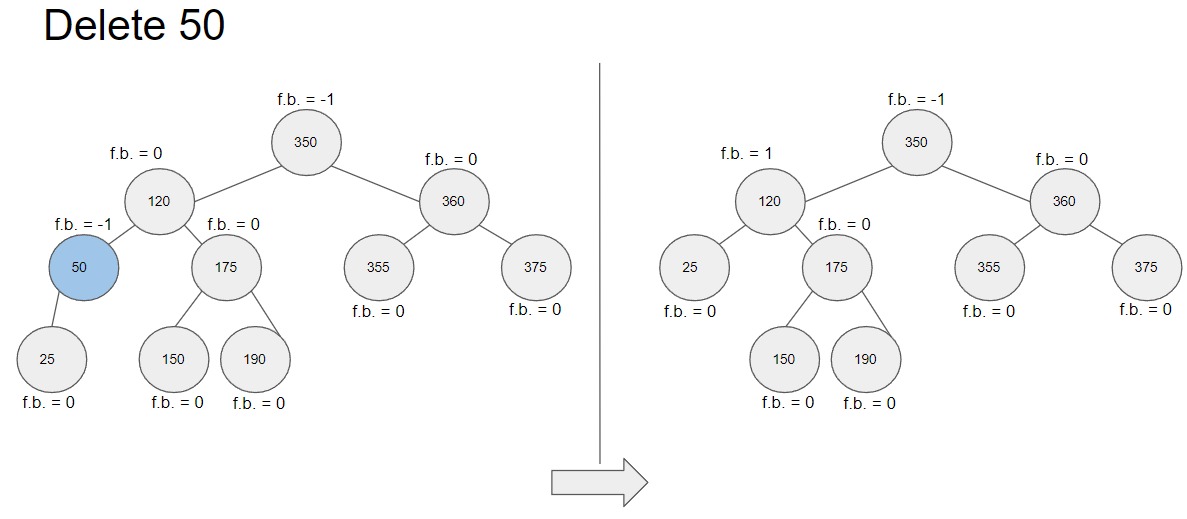 Delete 50
f.b. = -1
350
f.b. = 0
120
f.b. = 0
360
f.b. = -1
50
f.b. = 0
175
355
f.b. = 0
375
f.b. = 0
25
f.b. = 0
150
f.b. = 0
190
f.b. = 0
f.b. = -1
350
f.b. = 1
120
f.b. = 0
360
25
f.b. = 0
f.b. = 0
175
355
f.b. = 0
375
f.b. = 0
150
f.b. = 0
190
f.b. = 0